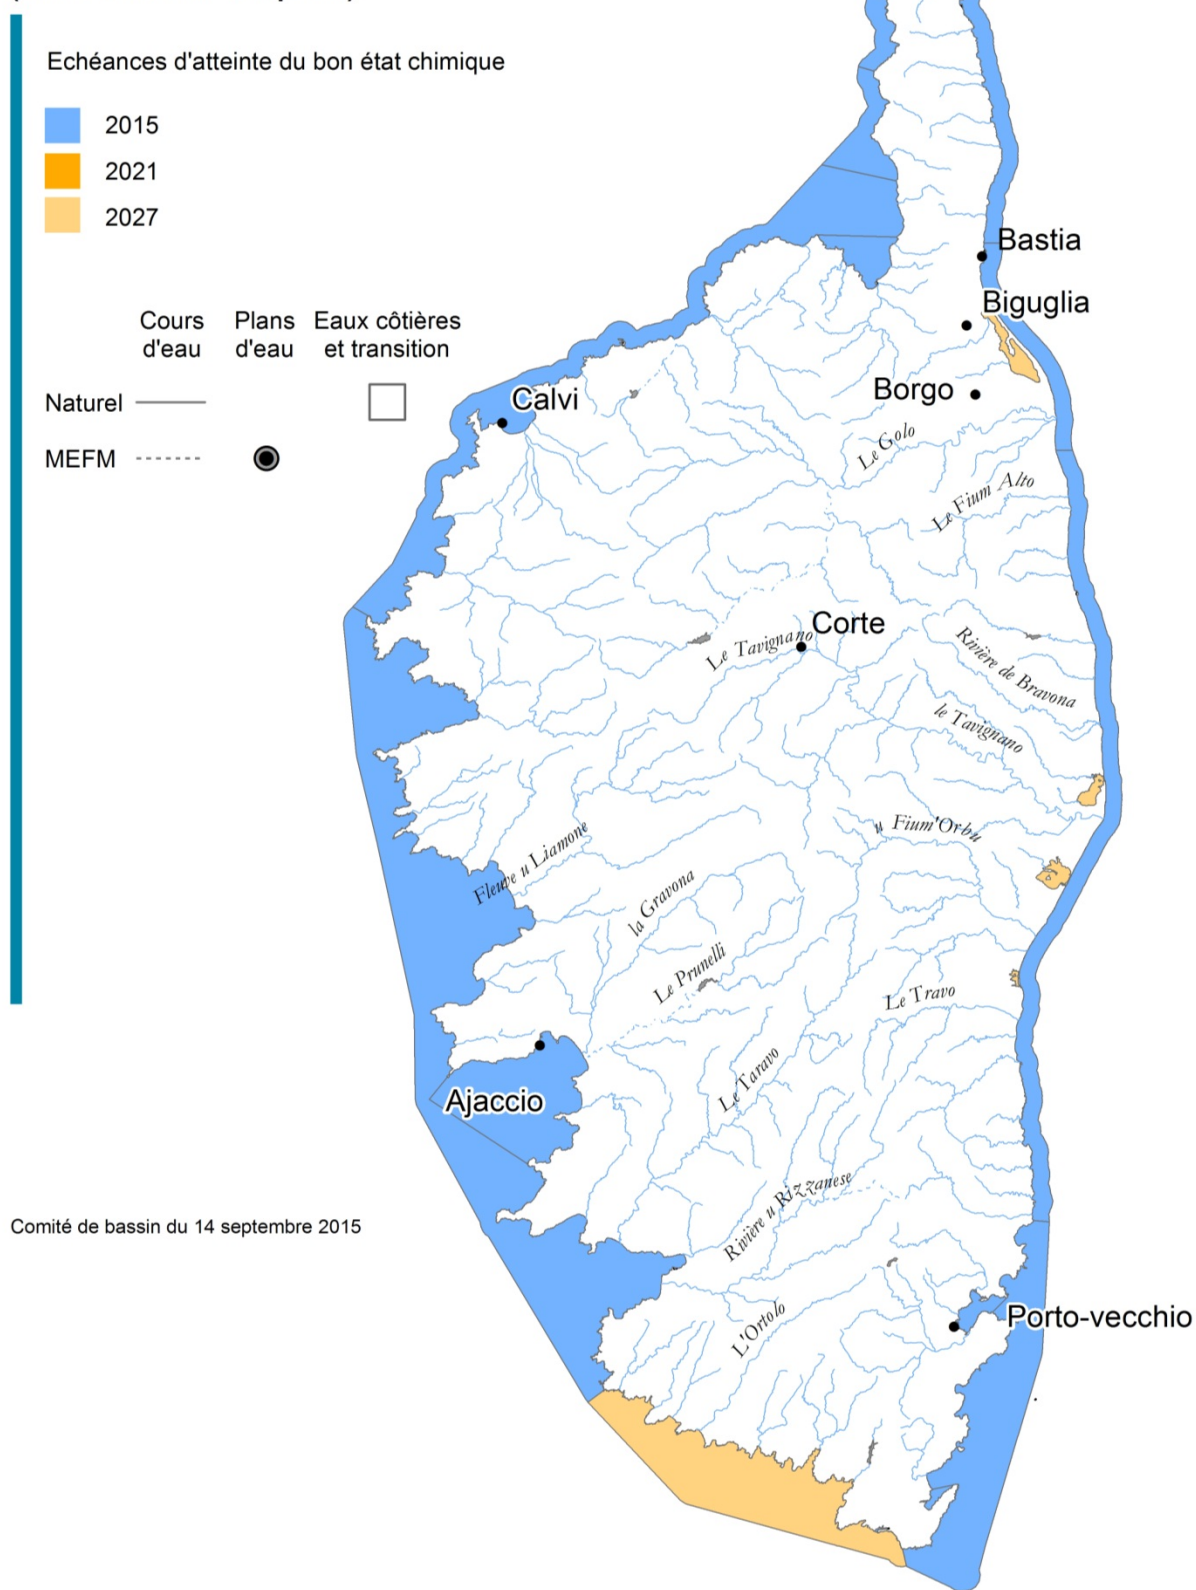 Echéances d'atteinte du bon état chimique
2015
2021
2027
Cours d'eau
Plans d'eau
Eaux côtières et transition
Naturel
MEFM
Bastia
Biguglia
Borgo
Calvi
Le Golo
Le Fium Alto
Corte
Le Tavignano
Rivière de Bravona
le Tavignano
u Fium'Orbu
Fleuve u Liamone
la Gravona
Le Prunelli
Le Travo
Ajaccio
Le Taravo
Rivière u Rizzanese
Comité de bassin du 14 septembre 2015
L'Ortolo
Porto-vecchio